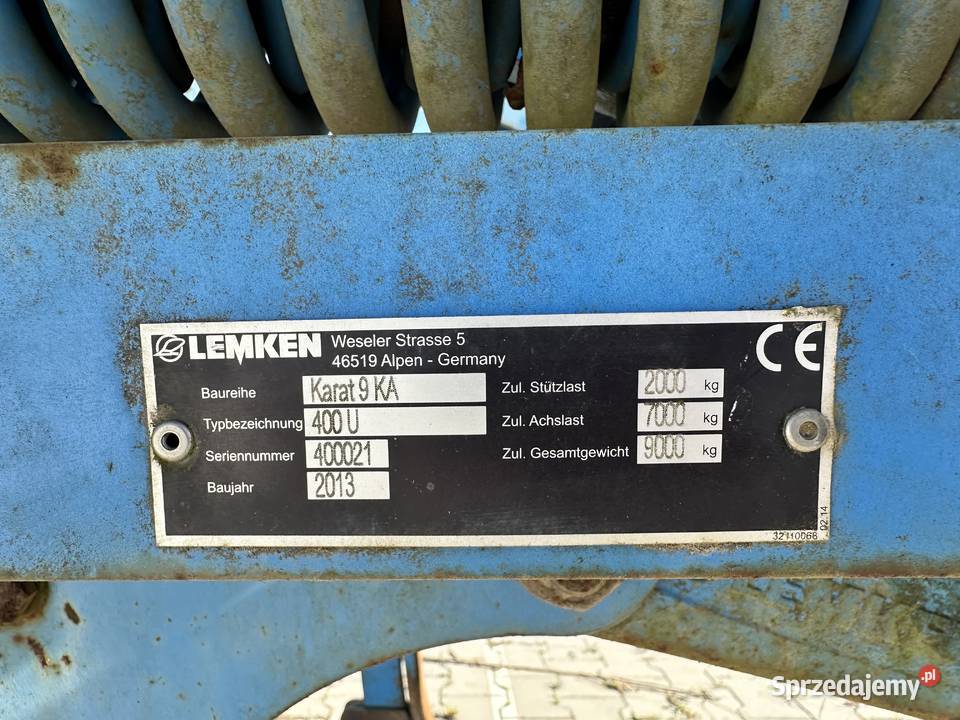 LEMKEN
Weseler Strasse 5
46519 Alpen - Germany
CE
Baureihe Karat 9 KA
Typbezeichnung 400 U
Seriennummer 400021
Baujahr 2013
Zul. Stützlast 2000 kg
Zul. Achslast 7000 kg
Zul. Gesamtgewicht 9000 kg
02.14
Sprzedajemy.pl